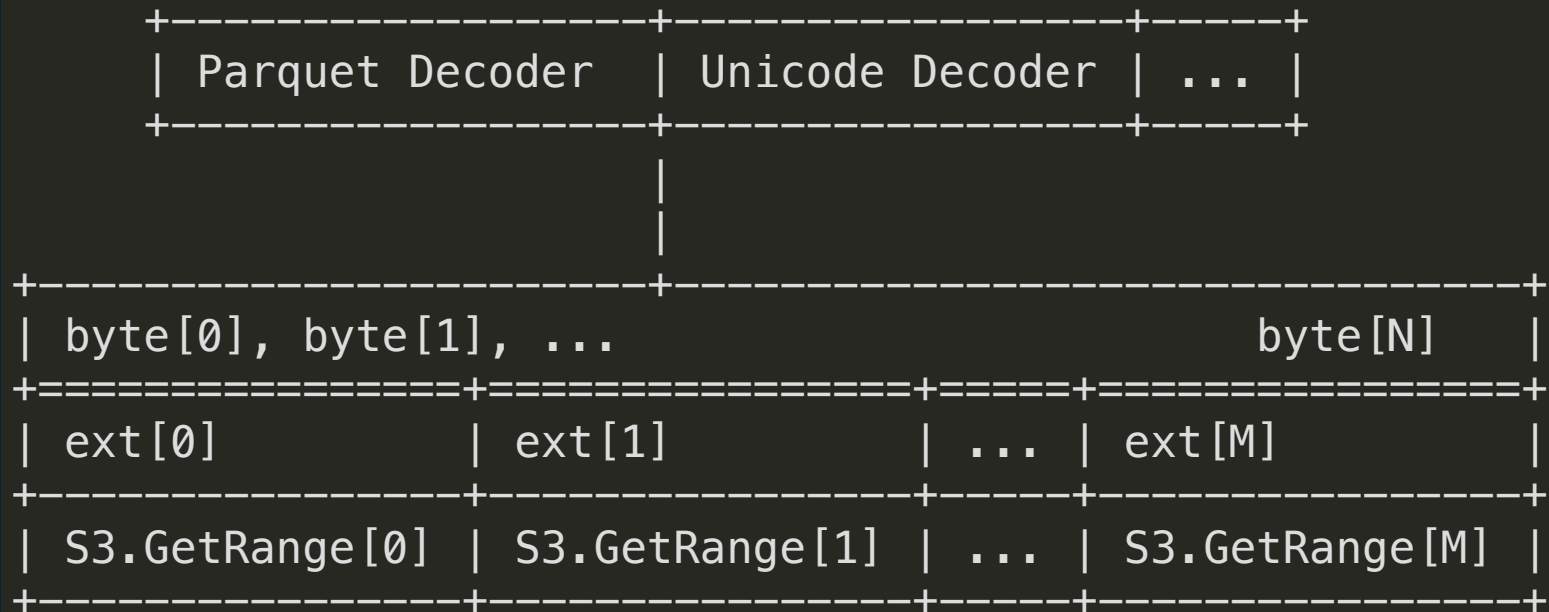 +------------------+-----------------+-----+
| Parquet Decoder  | Unicode Decoder | ... |
+------------------+-----------------+-----+
|
|
+-----------------------+--------------------------------+
| byte[0], byte[1], ...                        byte[N]   |
+================+================+=====+================+
| ext[0]         | ext[1]         | ... | ext[M]         |
+----------------+----------------+-----+----------------+
| S3.GetRange[0] | S3.GetRange[1] | ... | S3.GetRange[M] |
+----------------+----------------+-----+----------------+